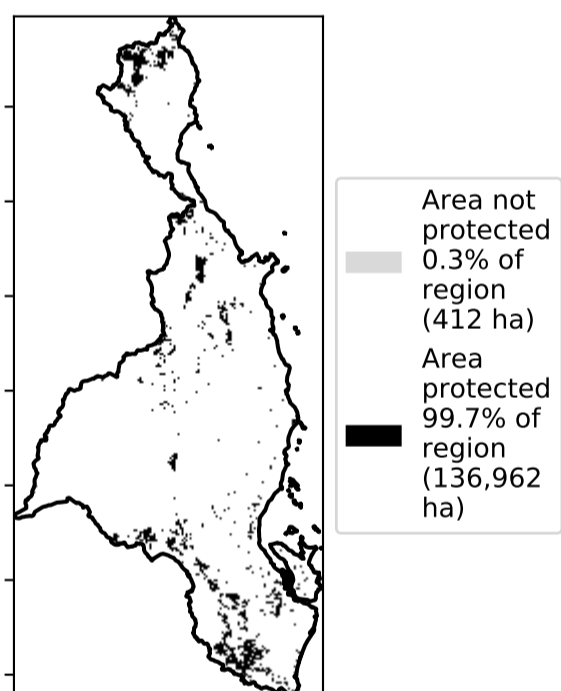 Area not
protected
0.3% of
region
(412 ha)
Area
protected
99.7% of
region
(136,962
ha)